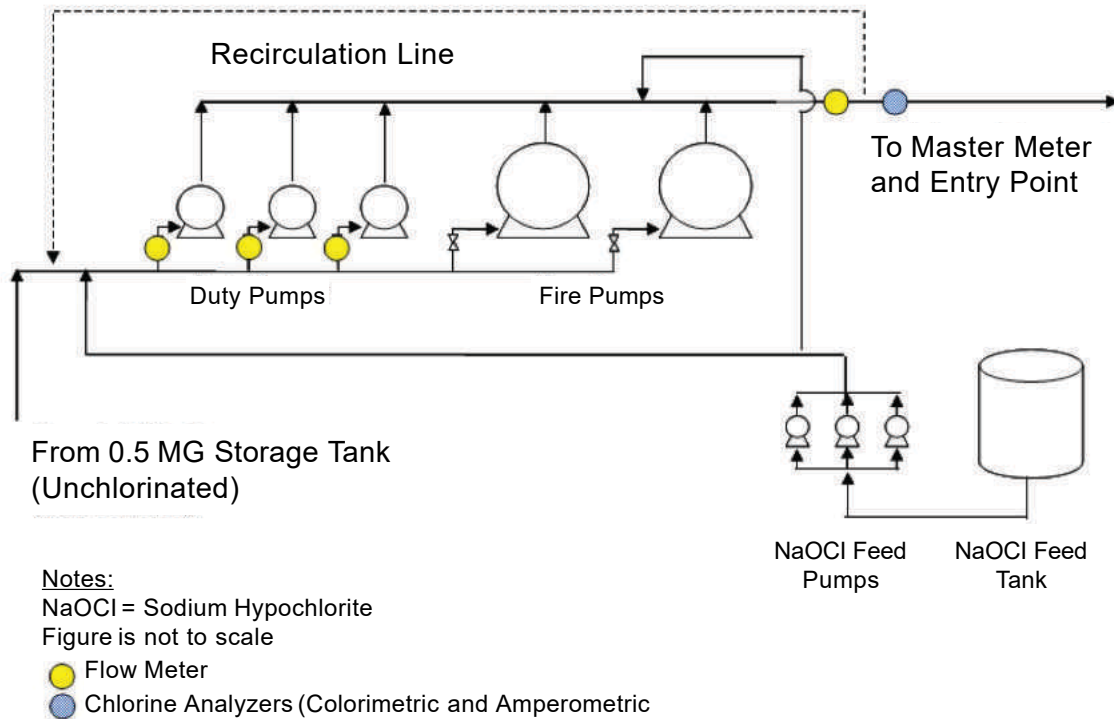 Recirculation Line
To Master Meter
and Entry Point
Duty Pumps
Fire Pumps
From 0.5 MG Storage Tank
(Unchlorinated)
NaOCl Feed
Pumps
NaOCl Feed
Tank
Notes:
NaOCl = Sodium Hypochlorite
Figure is not to scale
Flow Meter
Chlorine Analyzers (Colorimetric and Amperometric